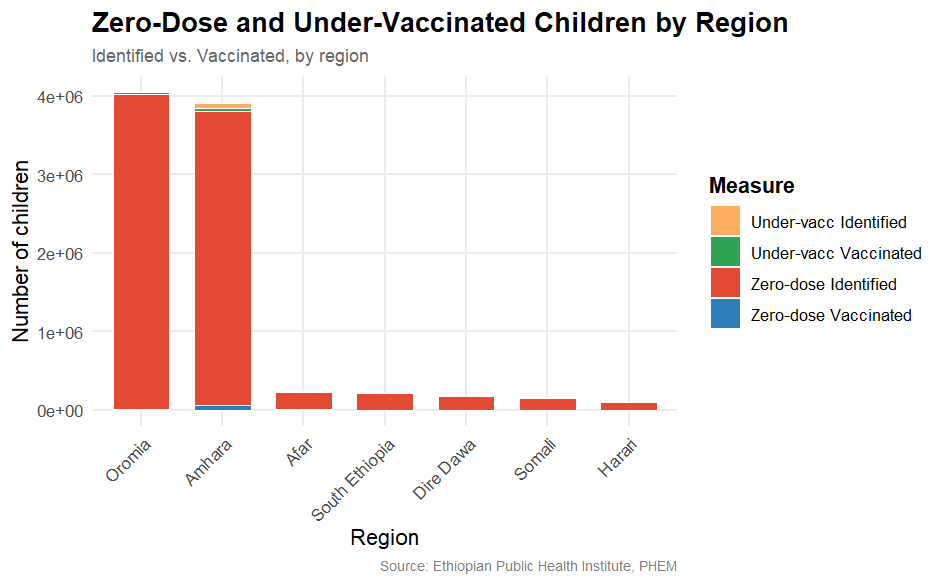 Zero-Dose and Under-Vaccinated Children by Region
Identified vs. Vaccinated, by region
Number of children
4e+06
3e+06
2e+06
1e+06
0e+00
Oromia
Amhara
Afar
South Ethiopia
Dire Dawa
Somali
Harari
Region
Measure
Under-vacc Identified
Under-vacc Vaccinated
Zero-dose Identified
Zero-dose Vaccinated
Source: Ethiopian Public Health Institute, PHEM